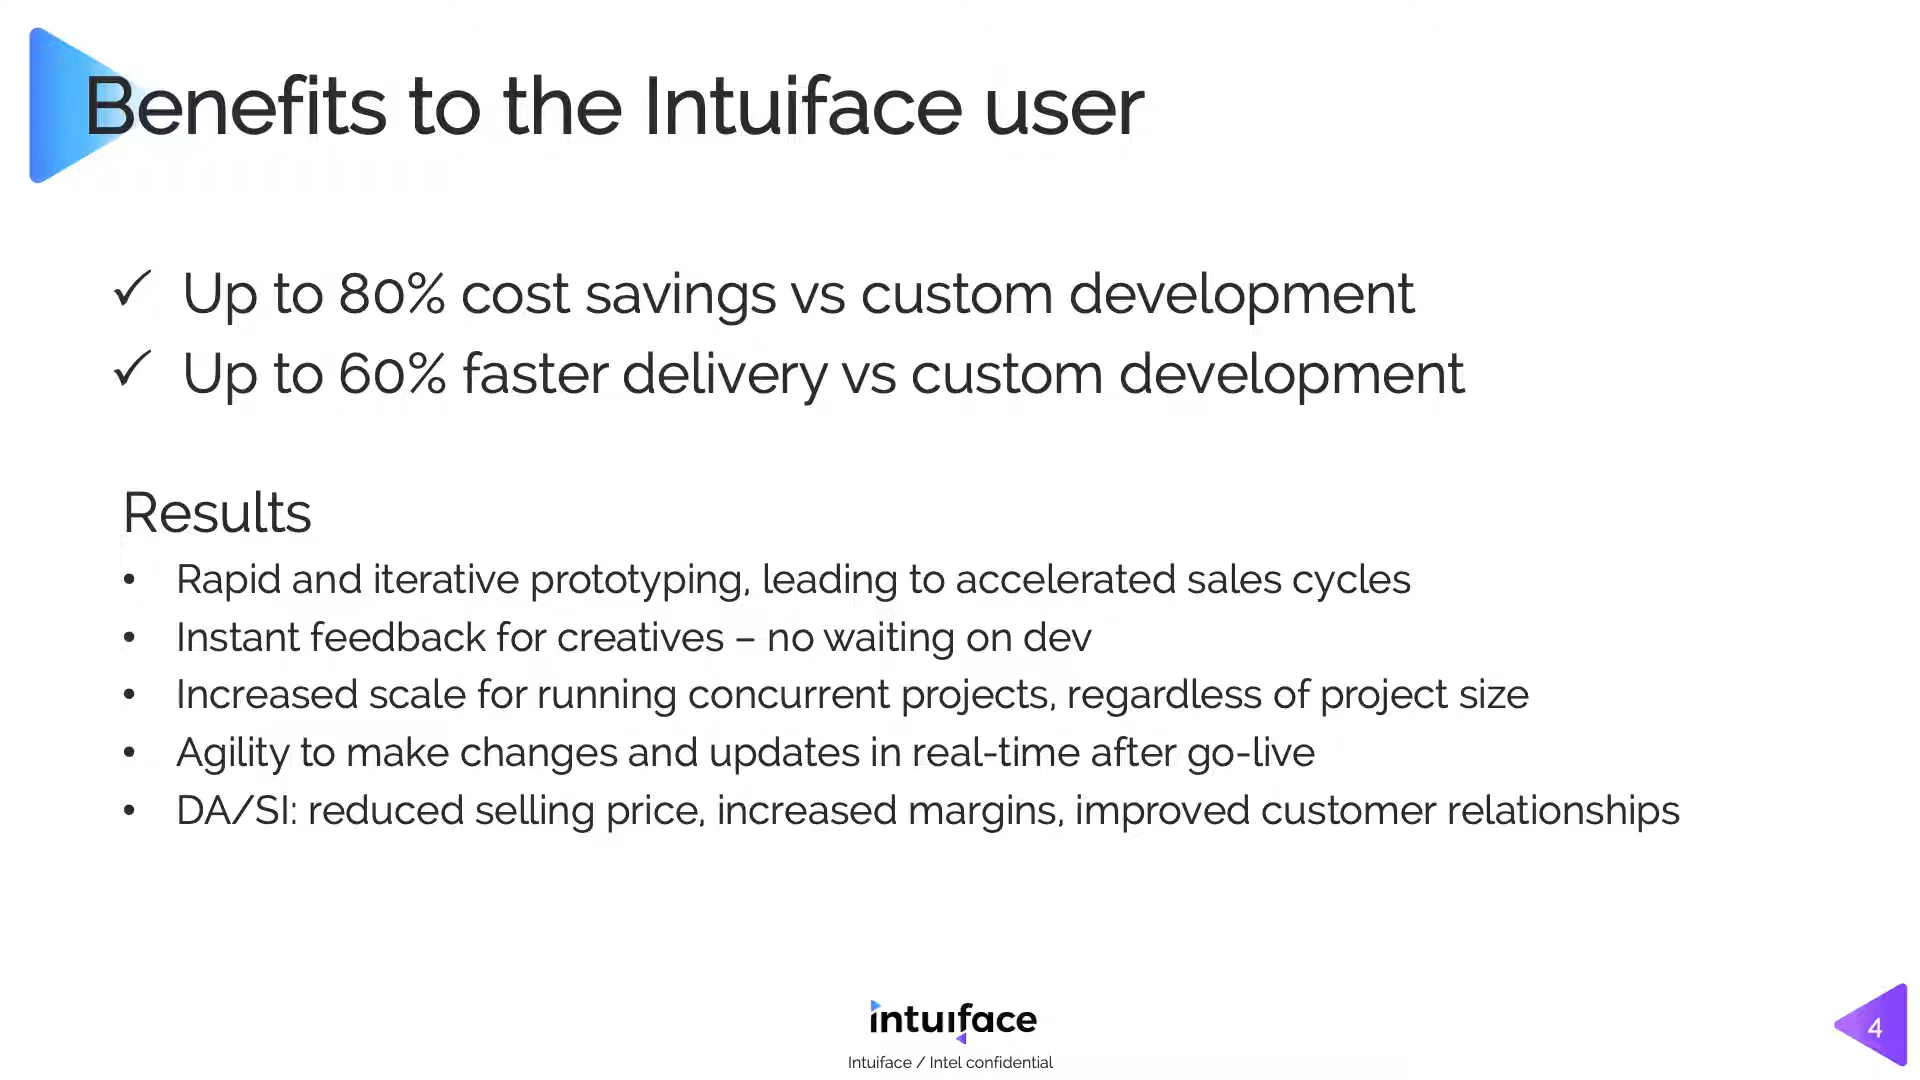 Benefits to the Intuiface user
✓ Up to 80% cost savings vs custom development
✓ Up to 60% faster delivery vs custom development
Results
• Rapid and iterative prototyping, leading to accelerated sales cycles
• Instant feedback for creatives – no waiting on dev
• Increased scale for running concurrent projects, regardless of project size
• Agility to make changes and updates in real-time after go-live
• DA/SI: reduced selling price, increased margins, improved customer relationships
intuiface
Intuiface / Intel confidential
4